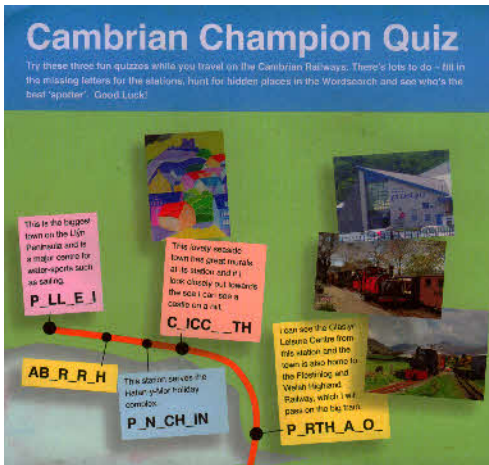 Cambrian Champion Quiz
Try these three fun quizzes while you travel on the Cambrian Railways. There's lots to do – fill in
the missing letters for the stations, hunt for hidden places in the Wordsearch and see who's the
best 'spotter'. Good Luck!
This is the biggest
town on the Llŷn
Peninsula and is
a major centre for
water-sports such
as sailing.
P_LL_E_I
This lovely seaside
town has great murals
at its station and if I
look closely out towards
the sea I can see a
castle on a hill.
C_ICC__TH
AB_R_R_H
This station serves the
Hafan-y-Mor holiday
complex.
P_N_CH_IN
I can see the Glaslyn
Leisure Centre from
this station and the
town is also home to
the Ffestiniog and
Welsh Highland
Railway, which I will
pass on the big tram.
P_RTH_A_O_